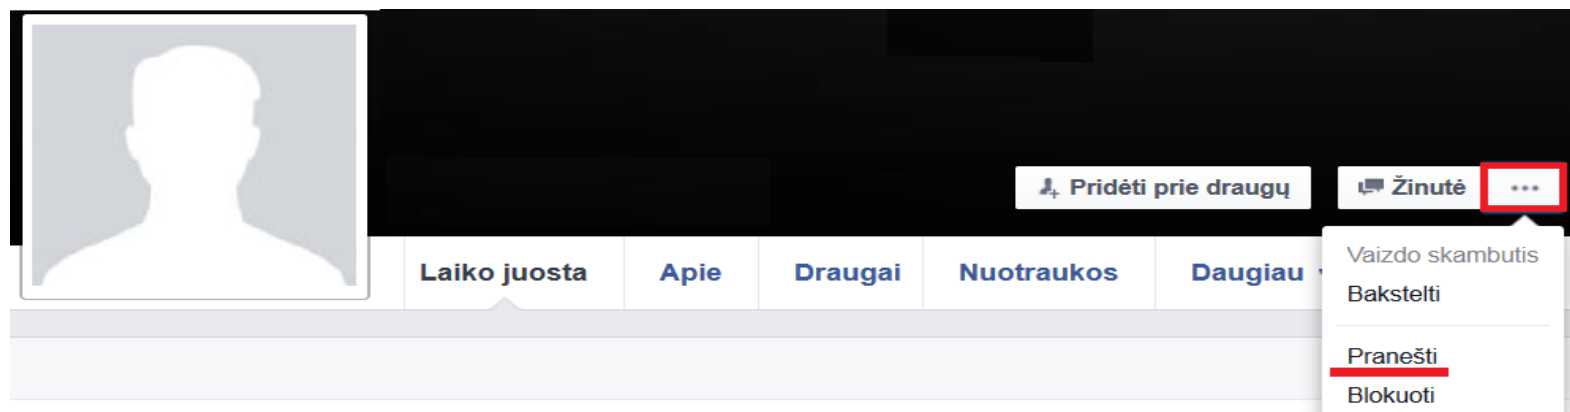 Pridėti prie draugų
Žinutė
Laiko juosta
Apie
Draugai
Nuotraukos
Daugiau
Vaizdo skambutis
Bakstelti
Pranešti
Blokuoti